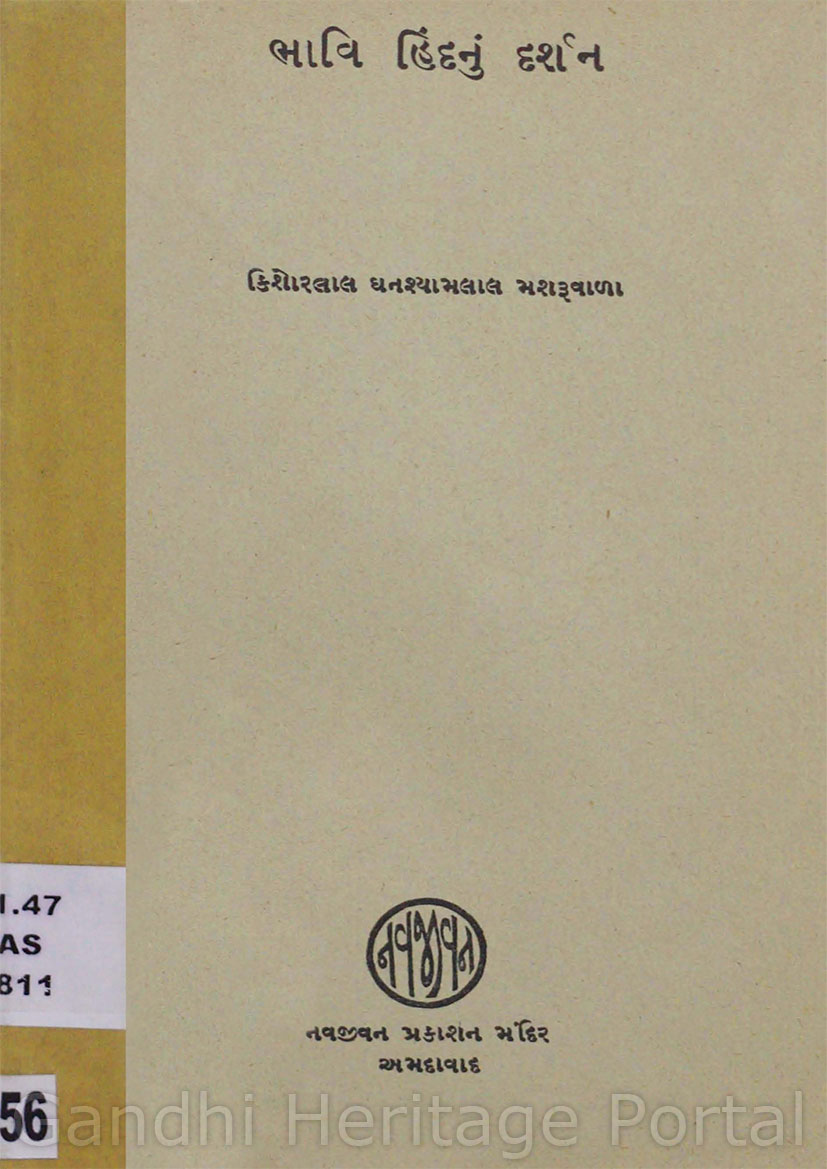 ભાવિ હિંદનું દર્શન
કિશોરલાલ ઘનશ્યામલાલ મશરૂવાળા
1.47
AS
811
નવજીવન
નવજીવન પ્રકાશન મંદિર
અમદાવાદ
56
Gandhi Heritage Portal